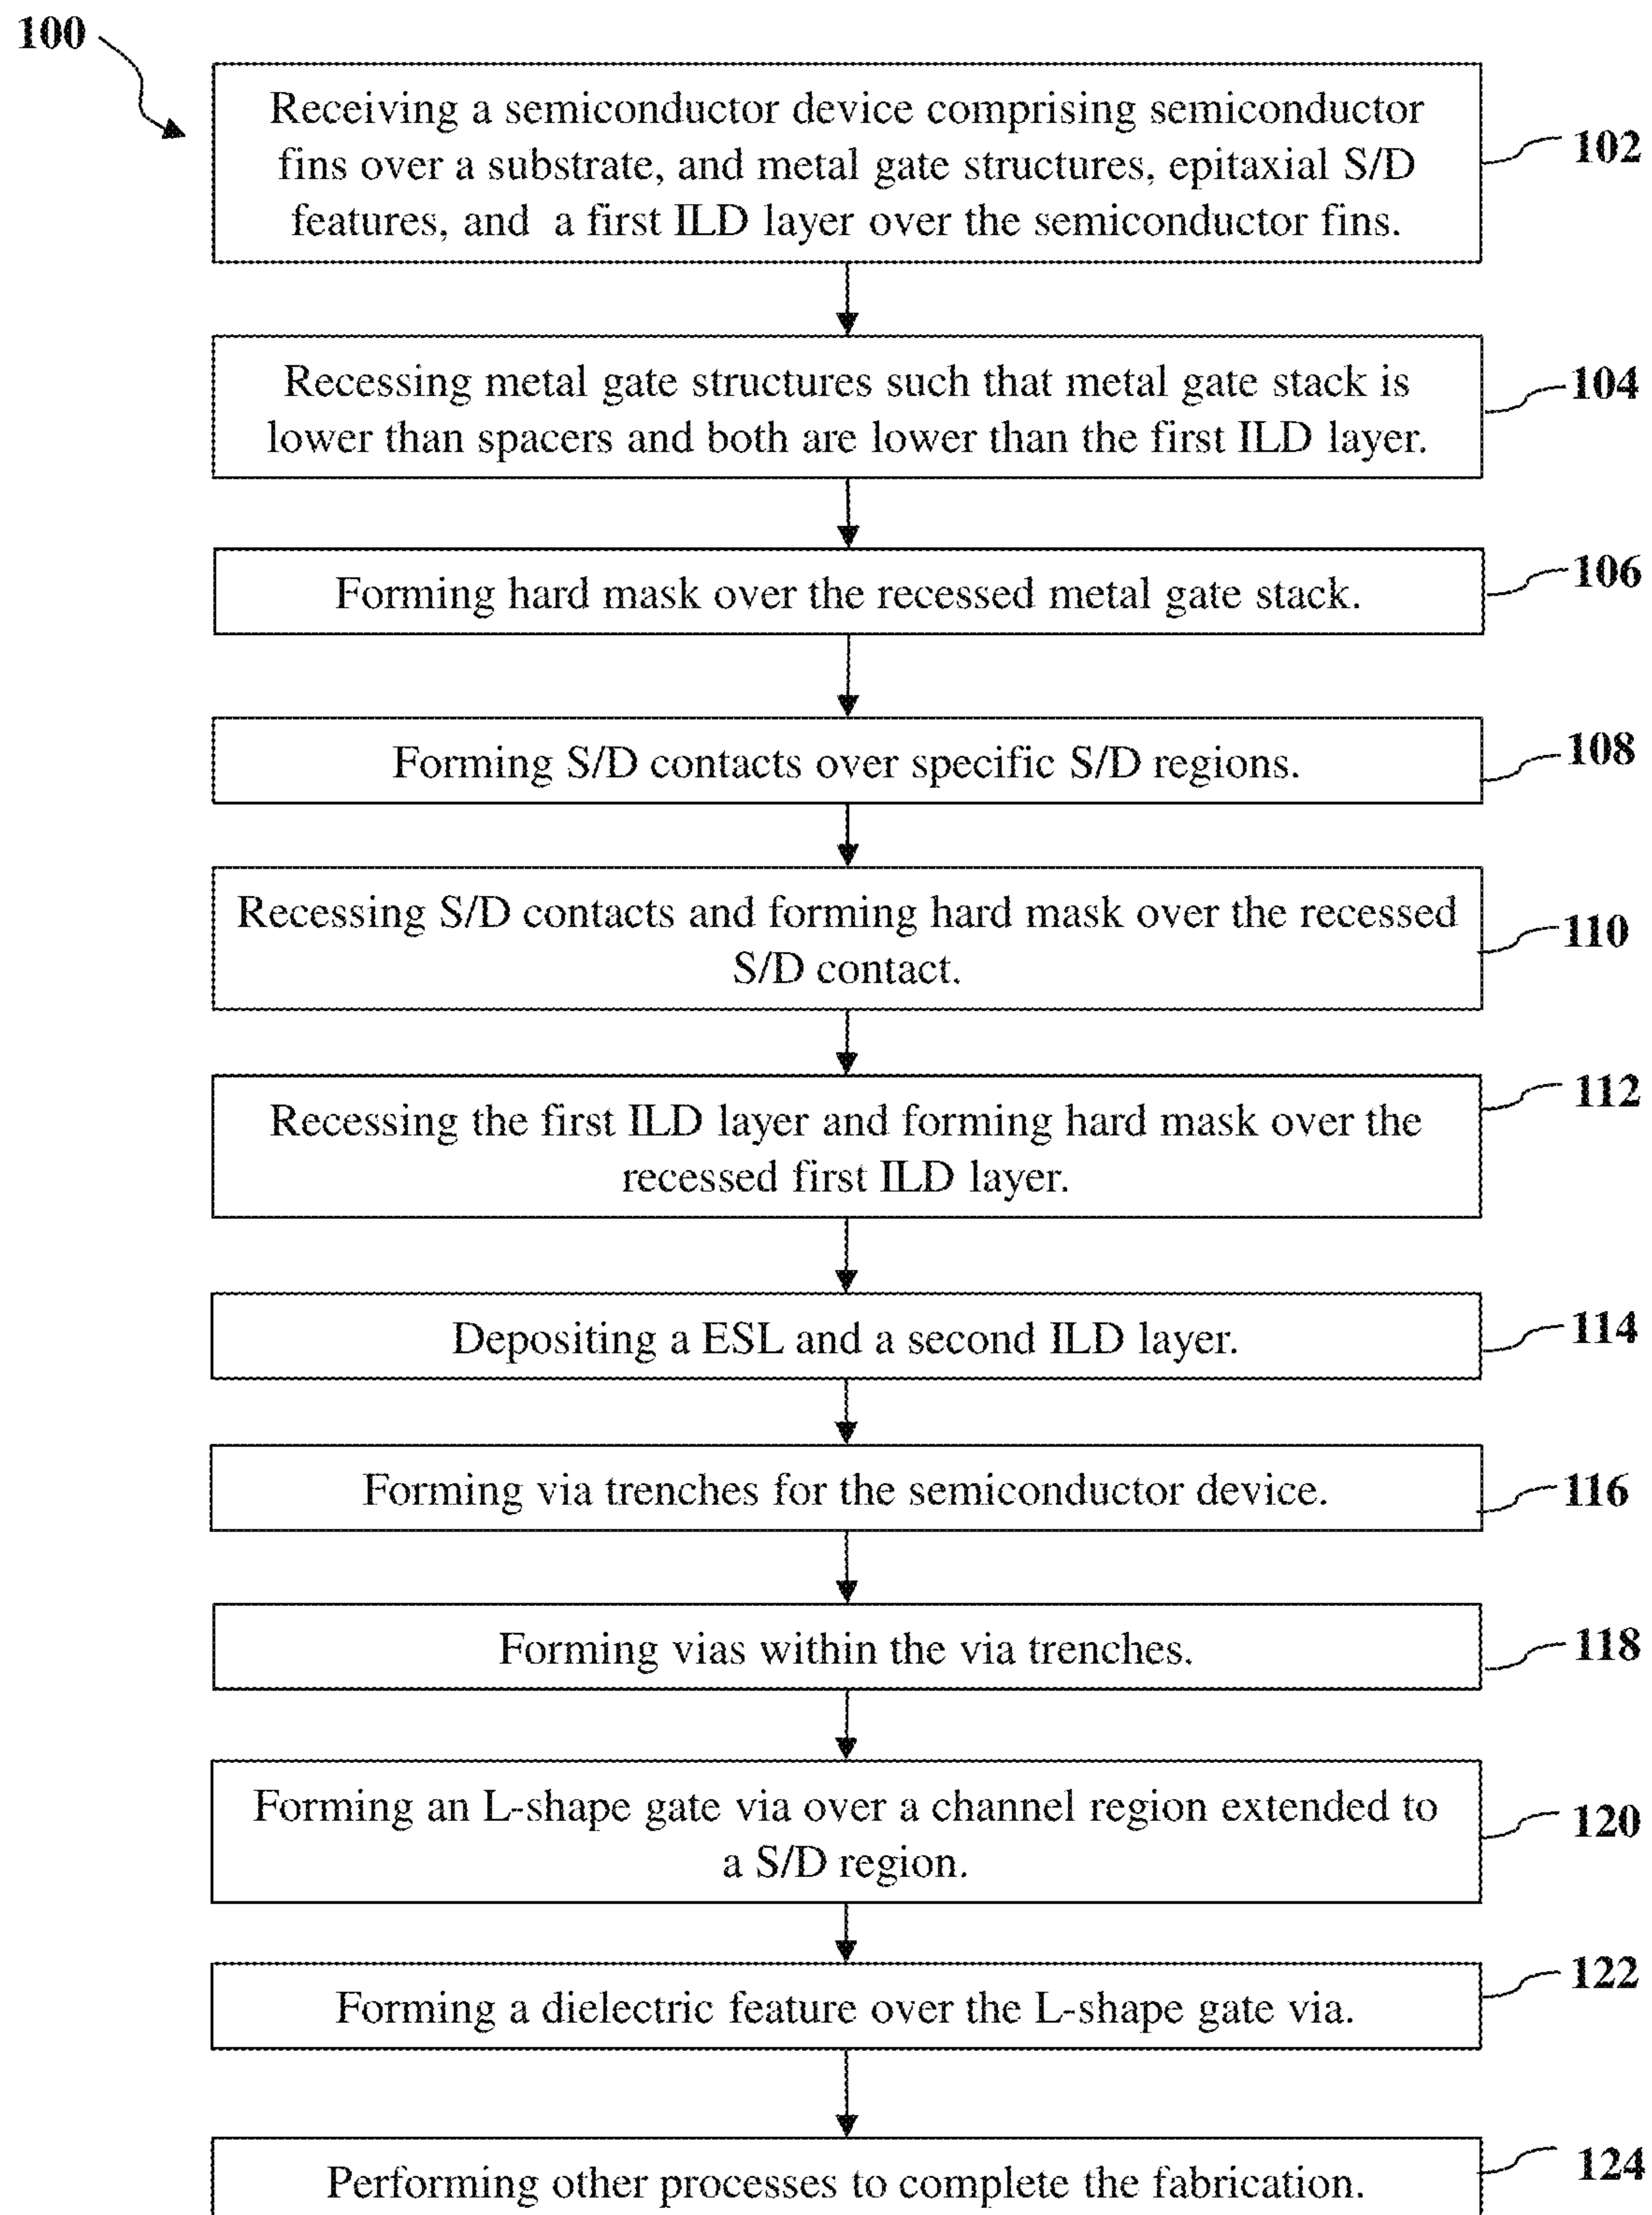 100
Receiving a semiconductor device comprising semiconductor
fins over a substrate, and metal gate structures, epitaxial S/D
features, and a first ILD layer over the semiconductor fins.
102
Recessing metal gate structures such that metal gate stack is
lower than spacers and both are lower than the first ILD layer.
104
Forming hard mask over the recessed metal gate stack.
106
Forming S/D contacts over specific S/D regions.
108
Recessing S/D contacts and forming hard mask over the recessed
S/D contact.
110
Recessing the first ILD layer and forming hard mask over the
recessed first ILD layer.
112
Depositing a ESL and a second ILD layer.
114
Forming via trenches for the semiconductor device.
116
Forming vias within the via trenches.
118
Forming an L-shape gate via over a channel region extended to
a S/D region.
120
Forming a dielectric feature over the L-shape gate via.
122
Performing other processes to complete the fabrication.
124